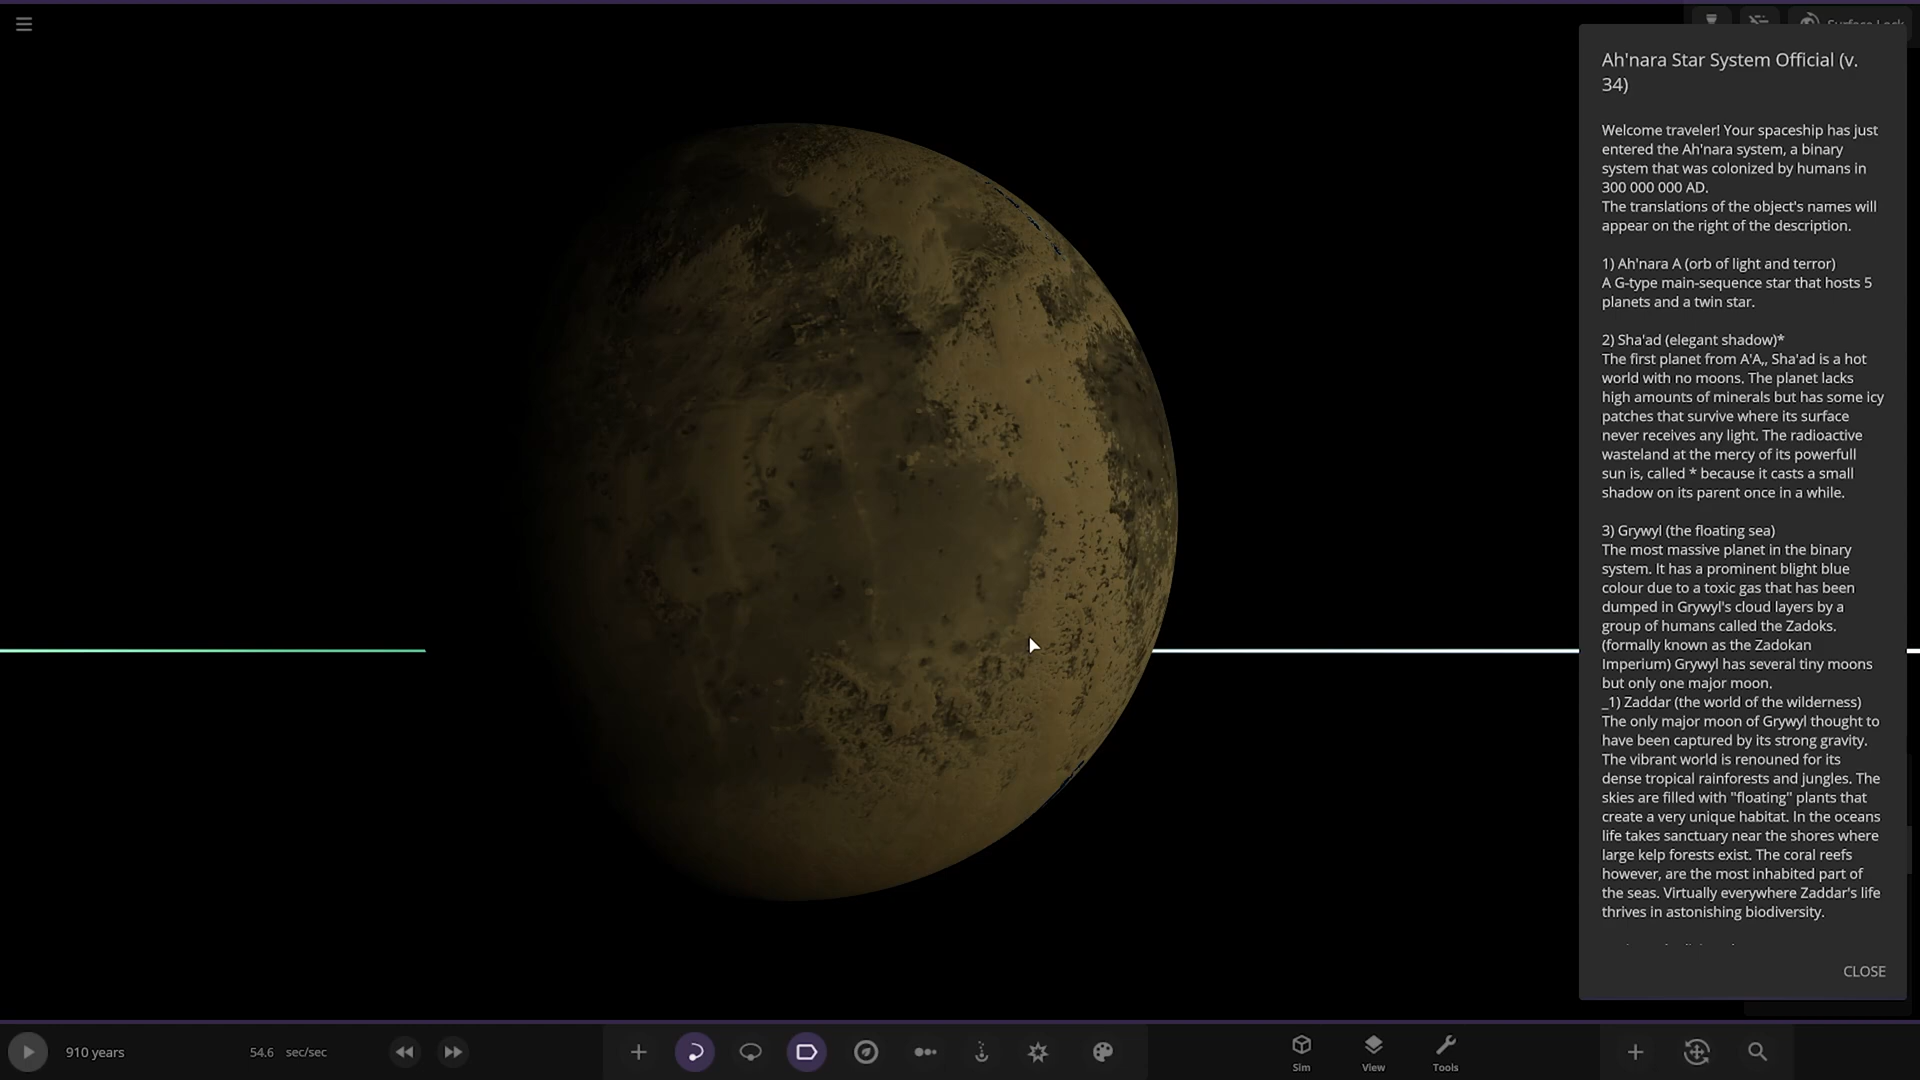 Surface Lock
Ah'nara Star System Official (v.
34)
Welcome traveler! Your spaceship has just
entered the Ah'nara system, a binary
system that was colonized by humans in
300 000 000 AD.
The translations of the object's names will
appear on the right of the description.
1) Ah'nara A (orb of light and terror)
A G-type main-sequence star that hosts 5
planets and a twin star.
2) Sha'ad (elegant shadow)*
The first planet from A'A,, Sha'ad is a hot
world with no moons. The planet lacks
high amounts of minerals but has some icy
patches that survive where its surface
never receives any light. The radioactive
wasteland at the mercy of its powerfull
sun is, called * because it casts a small
shadow on its parent once in a while.
3) Grywyl (the floating sea)
The most massive planet in the binary
system. It has a prominent blight blue
colour due to a toxic gas that has been
dumped in Grywyl's cloud layers by a
group of humans called the Zadoks.
(formally known as the Zadokan
Imperium) Grywyl has several tiny moons
but only one major moon.
_1) Zaddar (the world of the wilderness)
The only major moon of Grywyl thought to
have been captured by its strong gravity.
The vibrant world is renouned for its
dense tropical rainforests and jungles. The
skies are filled with "floating" plants that
create a very unique habitat. In the oceans
life takes sanctuary near the shores where
large kelp forests exist. The coral reefs
however, are the most inhabited part of
the seas. Virtually everywhere Zaddar's life
thrives in astonishing biodiversity.
CLOSE
910 years
54.6 sec/sec
Sim
View
Tools